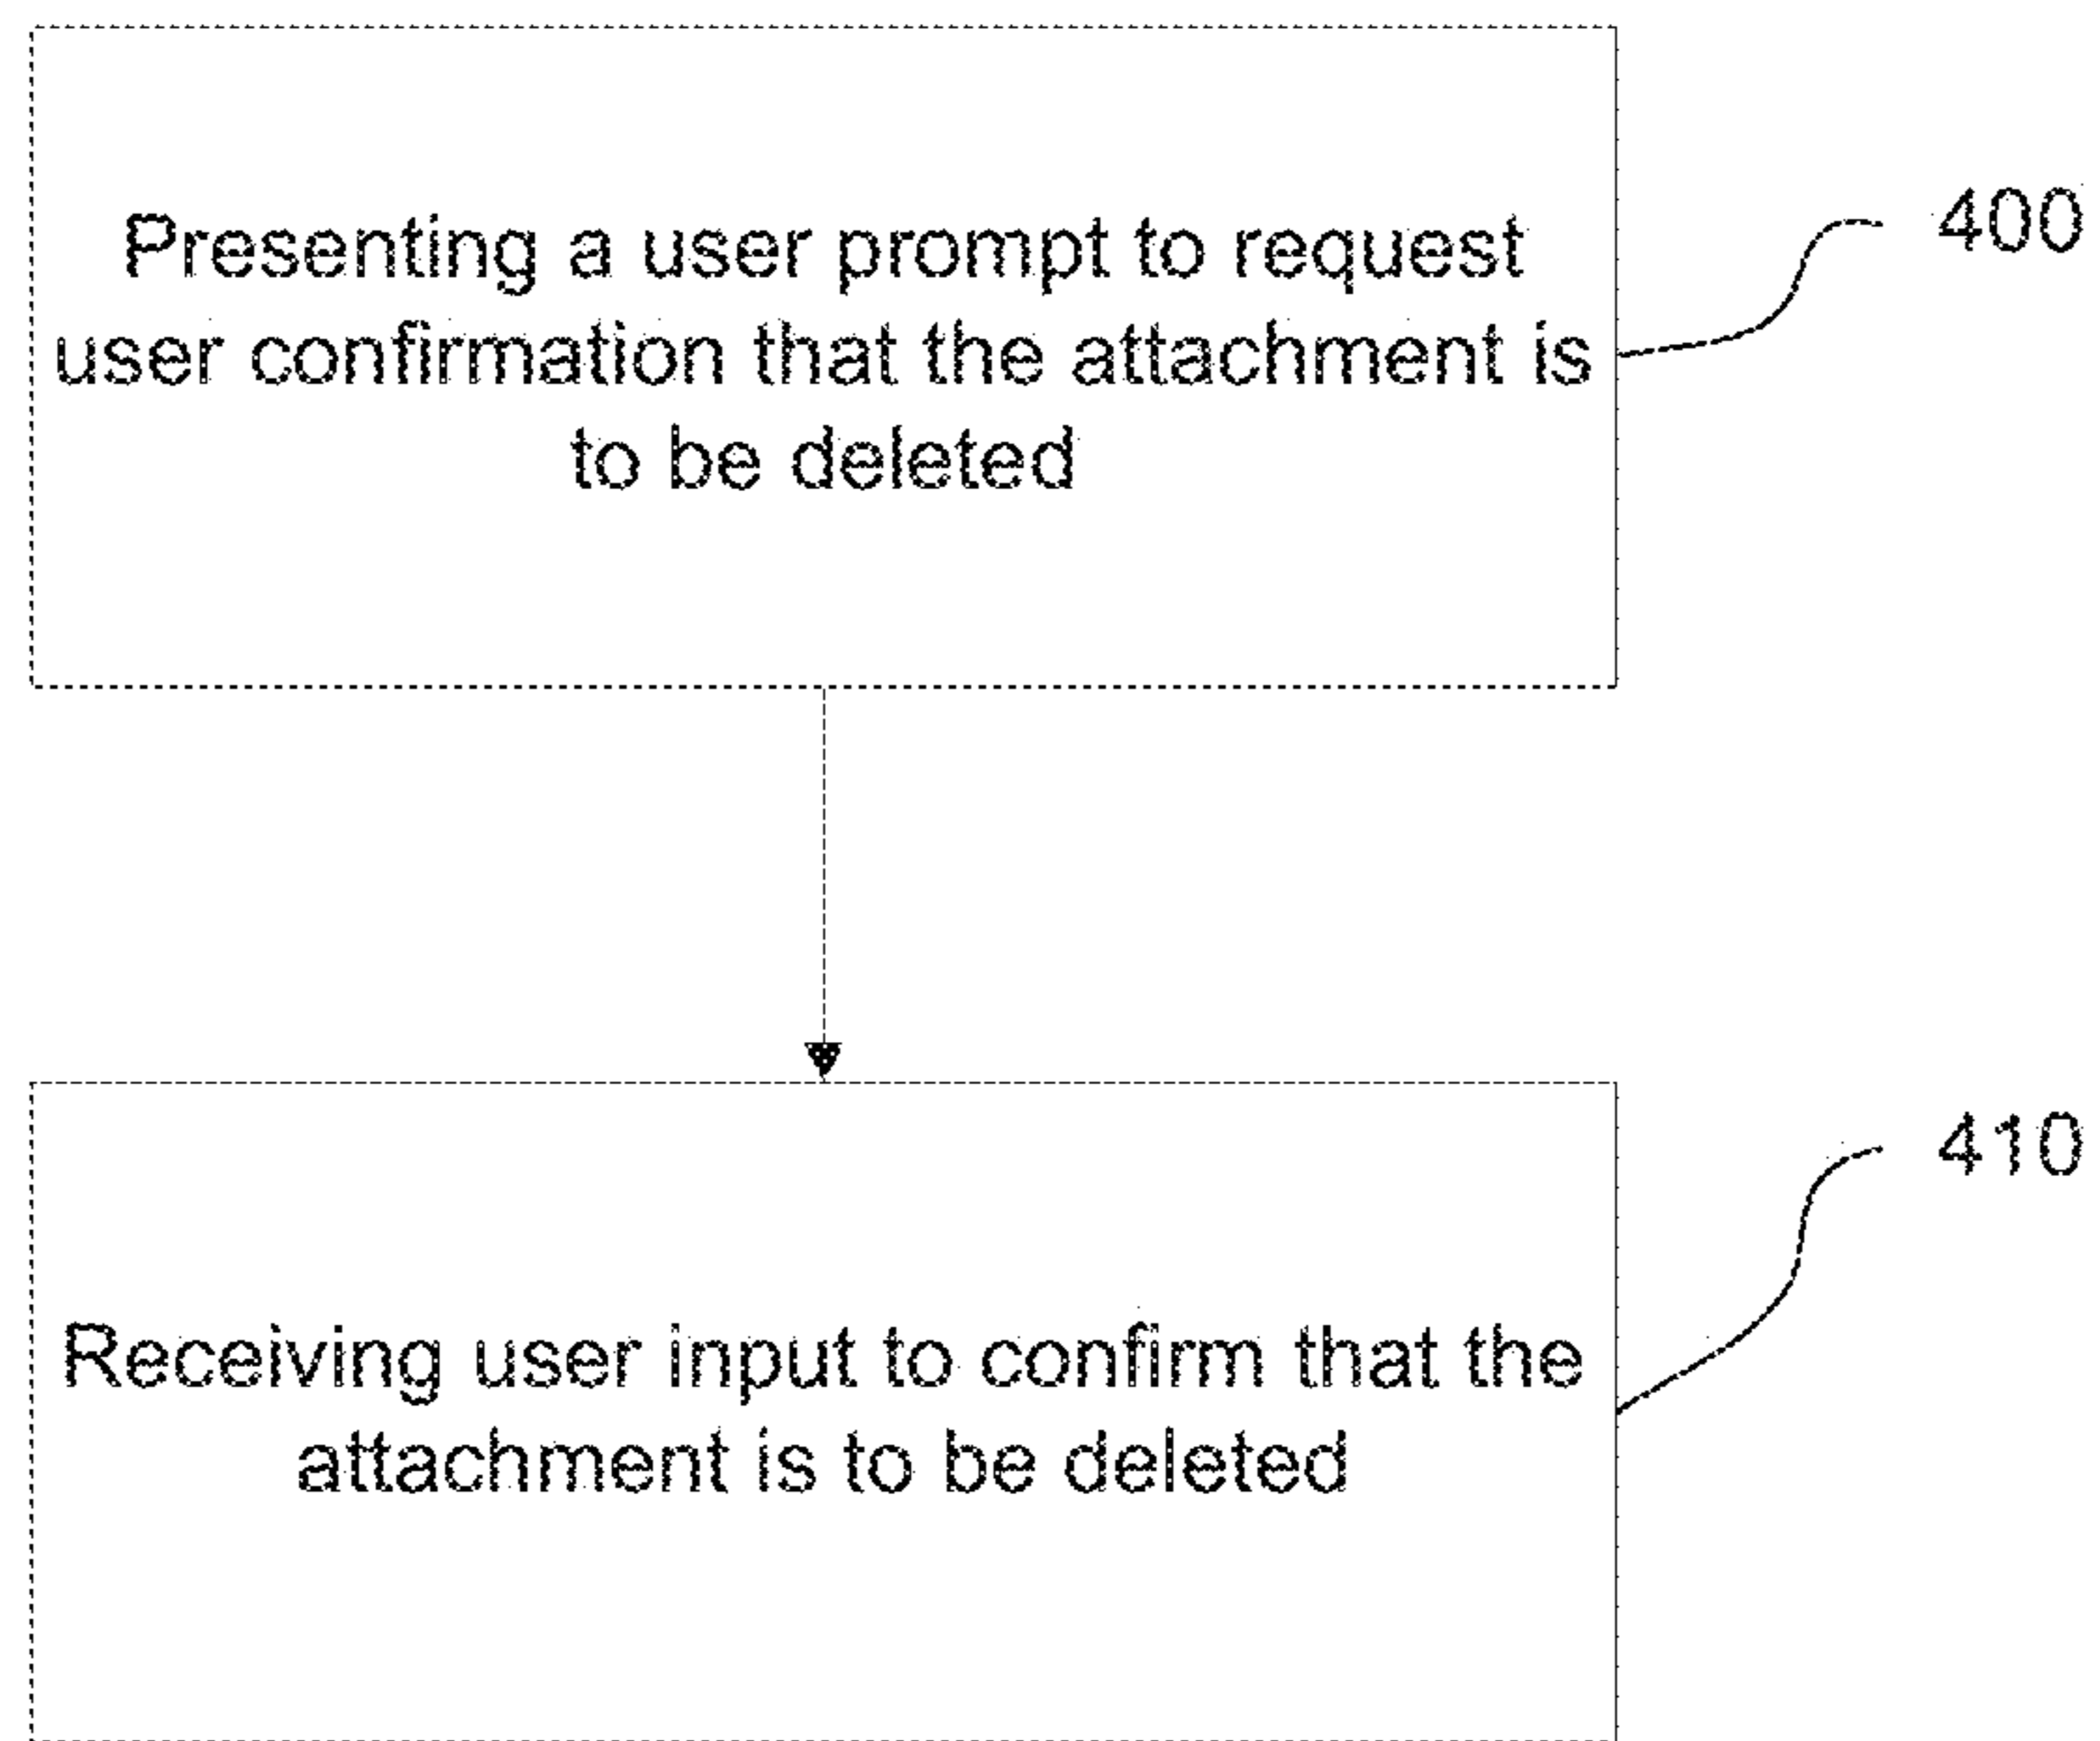 Presenting a user prompt to request
user confirmation that the attachment is
to be deleted
400
Receiving user input to confirm that the
attachment is to be deleted
410